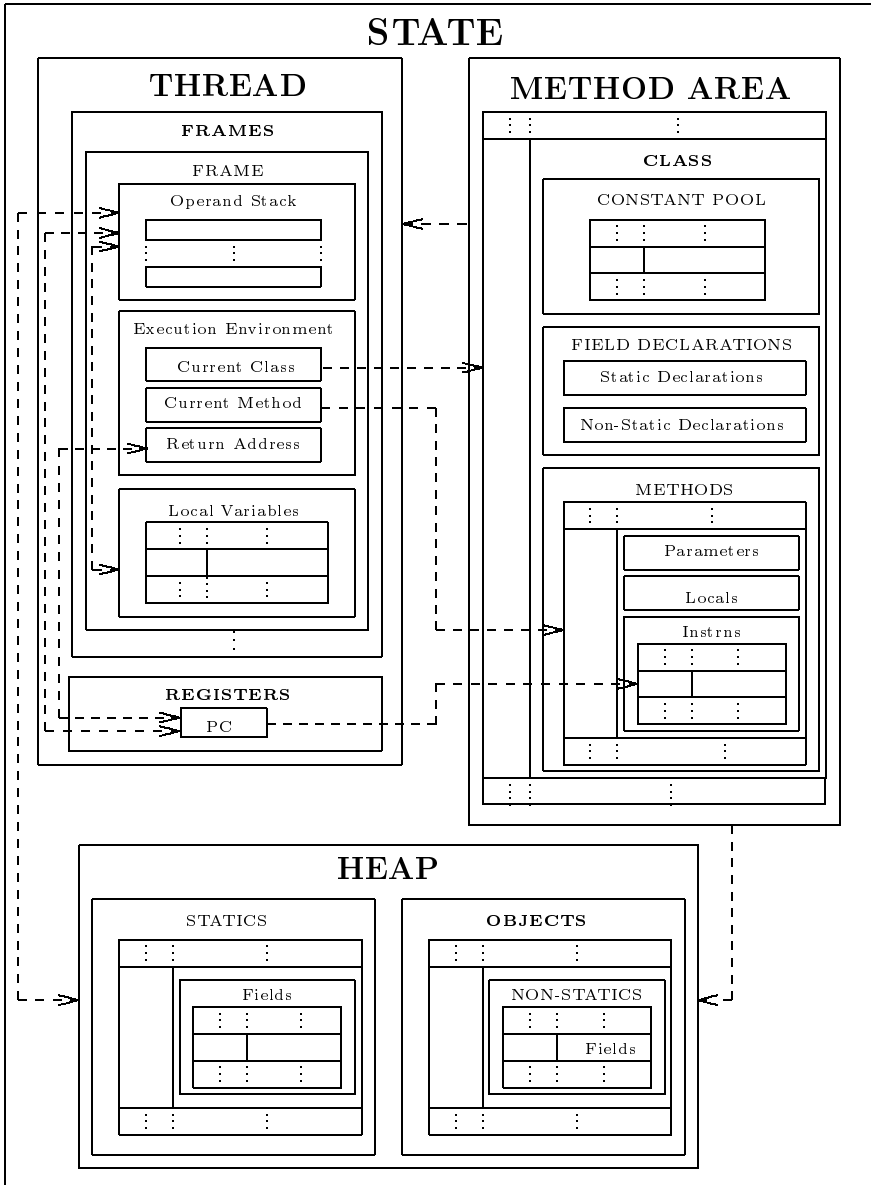 STATE
THREAD
FRAMES
FRAME
Operand Stack
Execution Environment
Current Class
Current Method
Return Address
Local Variables
REGISTERS
PC
METHOD AREA
CLASS
CONSTANT POOL
FIELD DECLARATIONS
Static Declarations
Non-Static Declarations
METHODS
Parameters
Locals
Instrns
HEAP
STATICS
Fields
OBJECTS
NON-STATICS
Fields